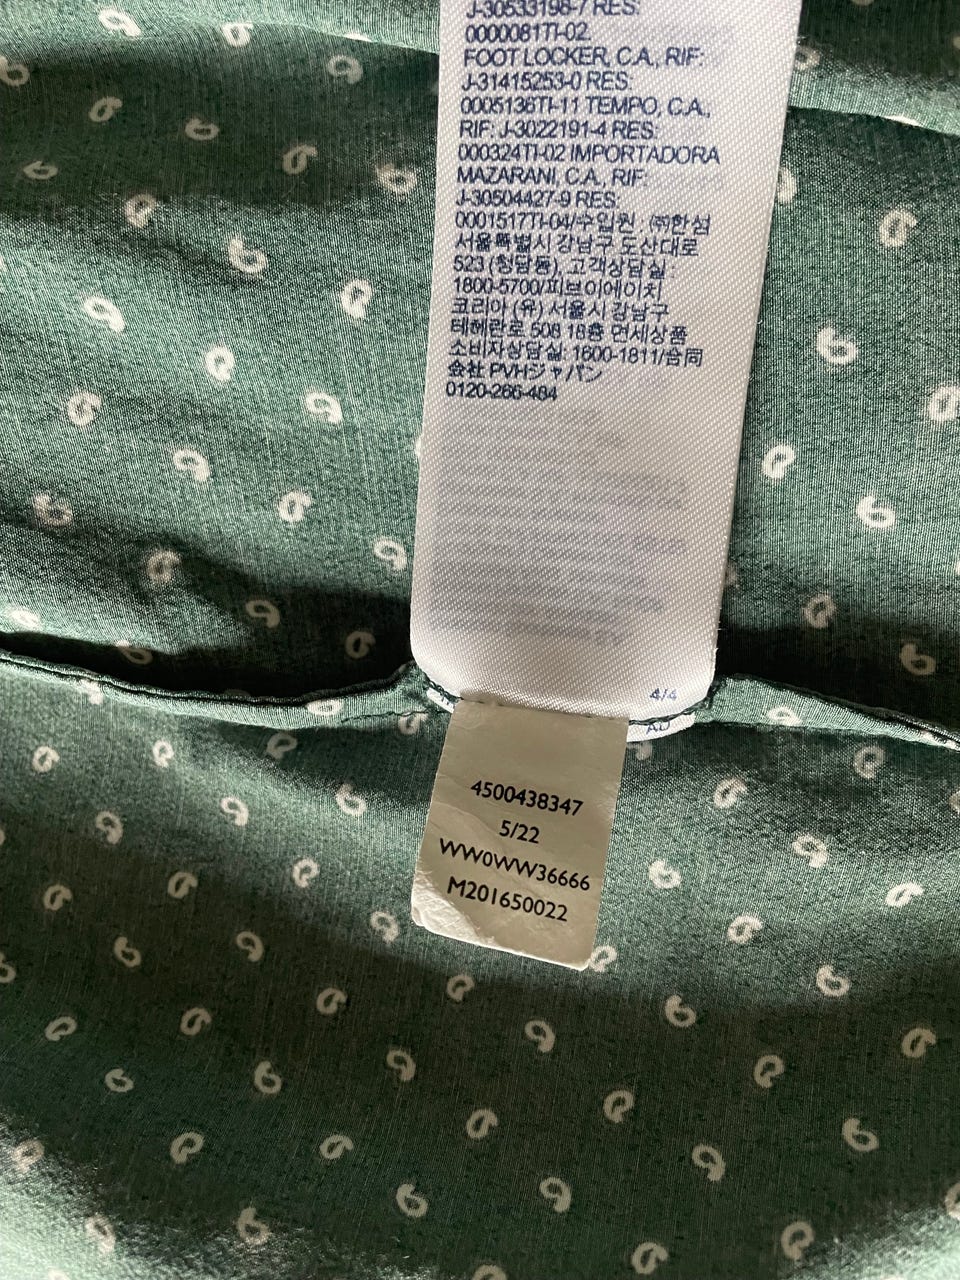 J-30533198-7 RES:
0000081TI-02.
FOOT LOCKER, C.A., RIF:
J-31415253-0 RES:
0005136TI-11 TEMPO, C.A.,
RIF: J-3022191-4 RES:
000324TI-02 IMPORTADORA
MAZARANI, C.A., RIF:
J-30504427-9 RES:
0001517TI-04/수입원 . ㈜한섬
서울특별시 강남구 도산대로
523 (청담동), 고객상담실 :
1800-5700/피브이에이치
코리아 (유) 서울시 강남구
테헤란로 508 18층 면세상품
소비자상담실: 1600-1811/合同
会社 PVHジャパン
0120-266-484
4/4
AU
4500438347
5/22
WW0WW36666
M201650022